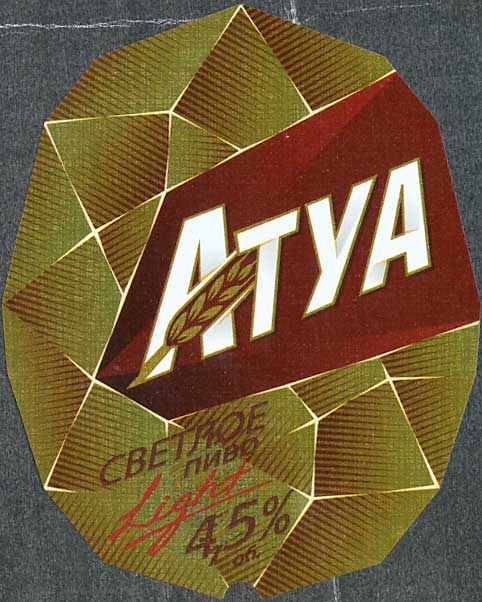 АТУА
СВЕТЛОЕ
ПИВО
Light
4,5%
об.